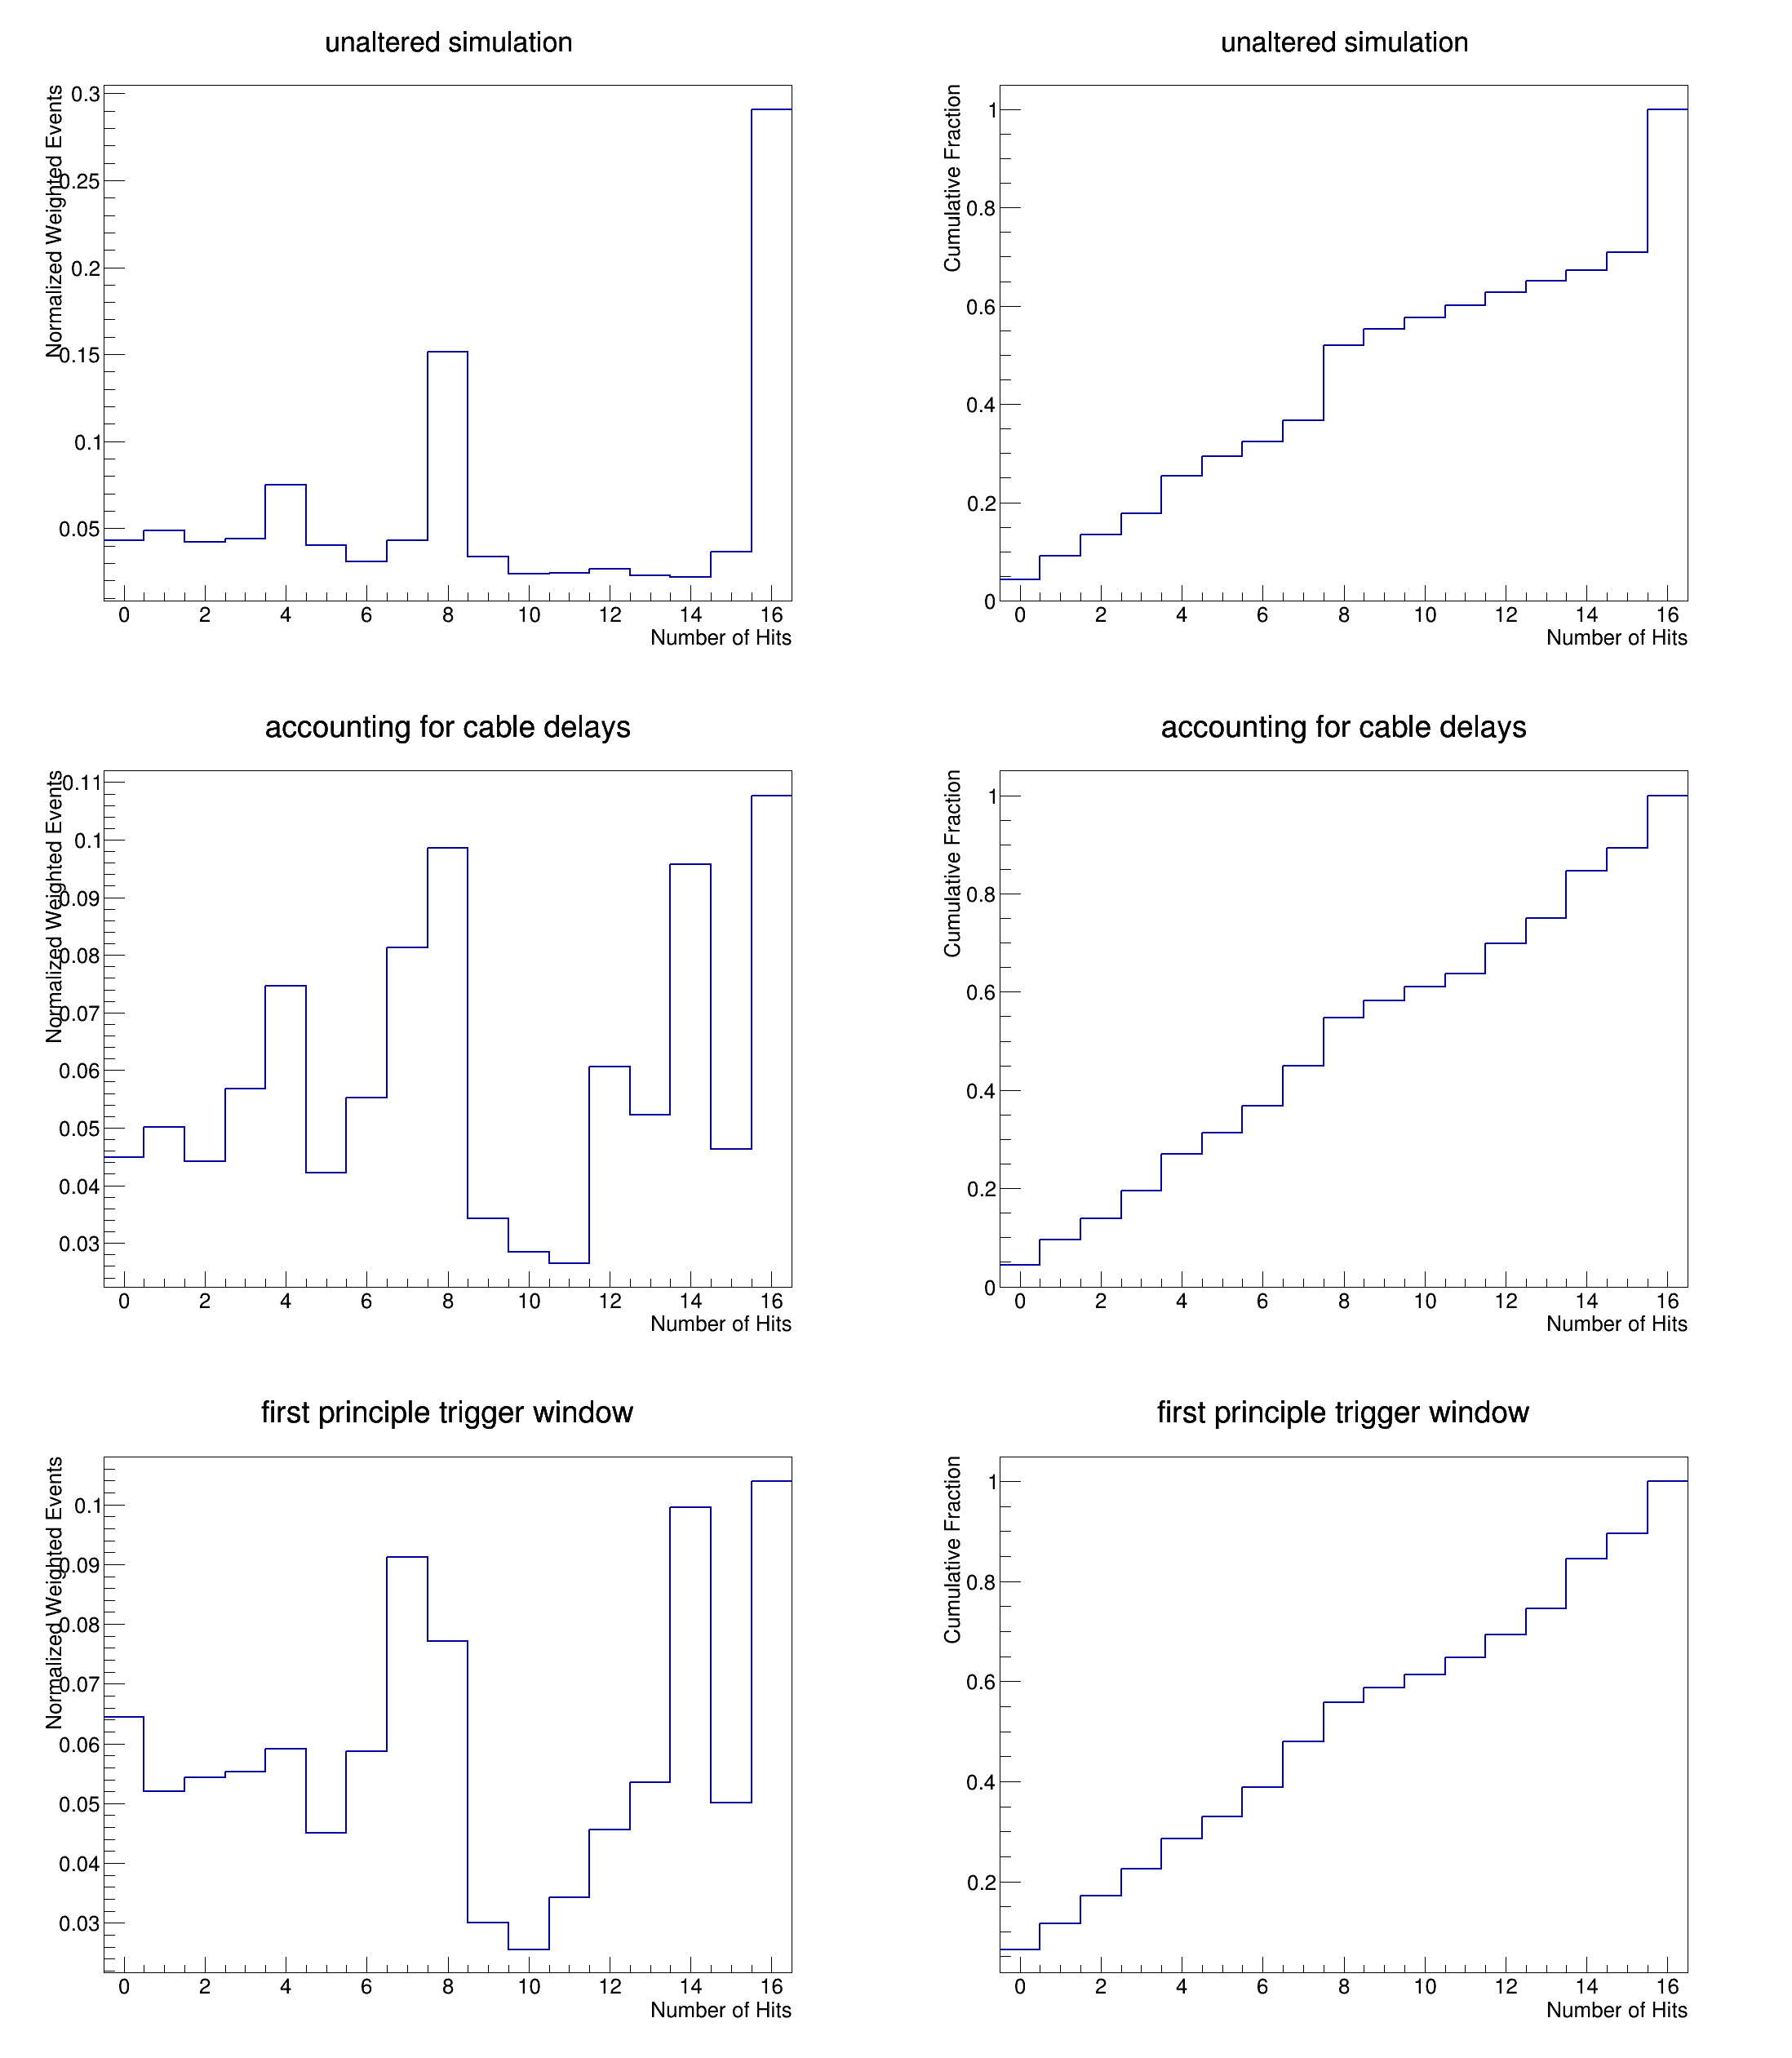 unaltered simulation
Normalized Weighted Events
0.3
0.25
0.2
0.15
0.1
0.05
0 2 4 6 8 10 12 14 16
Number of Hits
unaltered simulation
Cumulative Fraction
1
0.8
0.6
0.4
0.2
0
0 2 4 6 8 10 12 14 16
Number of Hits
accounting for cable delays
Normalized Weighted Events
0.11
0.1
0.09
0.08
0.07
0.06
0.05
0.04
0.03
0 2 4 6 8 10 12 14 16
Number of Hits
accounting for cable delays
Cumulative Fraction
1
0.8
0.6
0.4
0.2
0
0 2 4 6 8 10 12 14 16
Number of Hits
first principle trigger window
Normalized Weighted Events
0.1
0.09
0.08
0.07
0.06
0.05
0.04
0.03
0 2 4 6 8 10 12 14 16
Number of Hits
first principle trigger window
Cumulative Fraction
1
0.8
0.6
0.4
0.2
0 2 4 6 8 10 12 14 16
Number of Hits